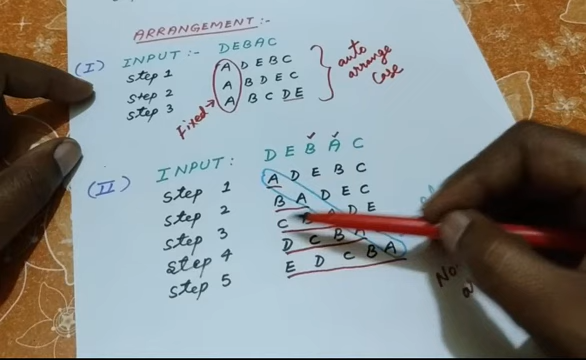 ARRANGEMENT :-
(I) INPUT :- DEBAC
Step 1 A D E B C
Step 2 A B D E C
Step 3 A B C D E
Fixed
auto arrange Case
(II) INPUT : D E B A C
Step 1 A D E B C
Step 2 B A D E C
Step 3 C D E
Step 4 D C B A
Step 5 E D C B A
No